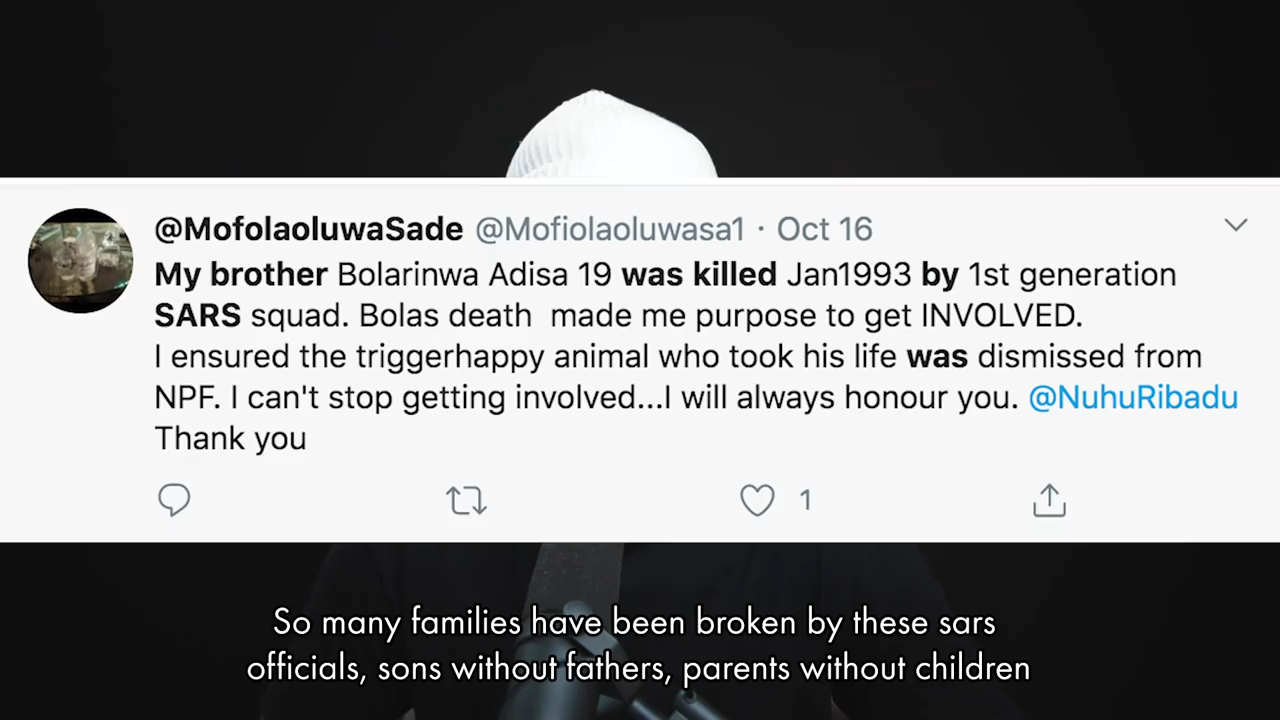 @MofolaoluwaSade @Mofiolaoluwasa1 · Oct 16
My brother Bolarinwa Adisa 19 was killed Jan1993 by 1st generation
SARS squad. Bolas death  made me purpose to get INVOLVED.
I ensured the triggerhappy animal who took his life was dismissed from
NPF. I can't stop getting involved...I will always honour you. @NuhuRibadu
Thank you
1
So many families have been broken by these sars
officials, sons without fathers, parents without children